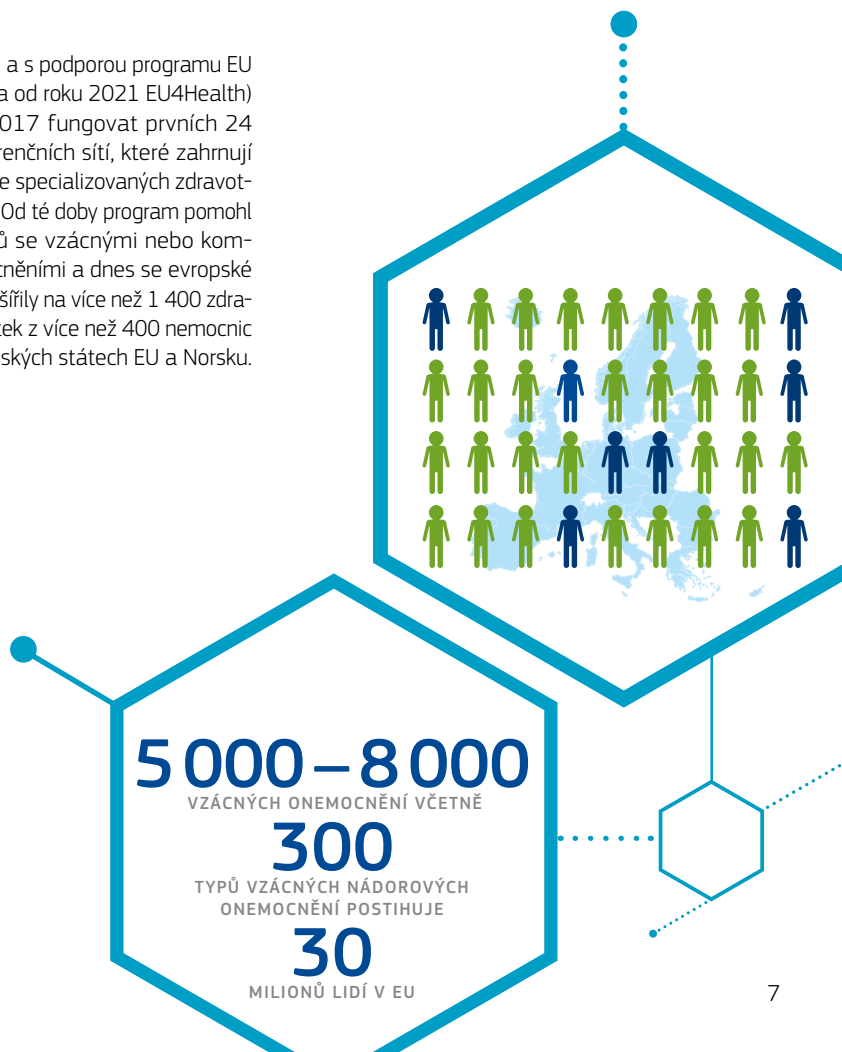 a s podporou programu EU
a od roku 2021 EU4Health)
017 fungovat prvních 24
renčních sítí, které zahrnují
e specializovaných zdravot-
Od té doby program pomohl
ů se vzácnými nebo kom-
cněními a dnes se evropské
šířily na více než 1 400 zdra-
tek z více než 400 nemocnic
ských státech EU a Norsku.
5 000 – 8 000
VZÁCNÝCH ONEMOCNĚNÍ VČETNĚ
300
TYPŮ VZÁCNÝCH NÁDOROVÝCH
ONEMOCNĚNÍ POSTIHUJE
30
MILIONŮ LIDÍ V EU
7